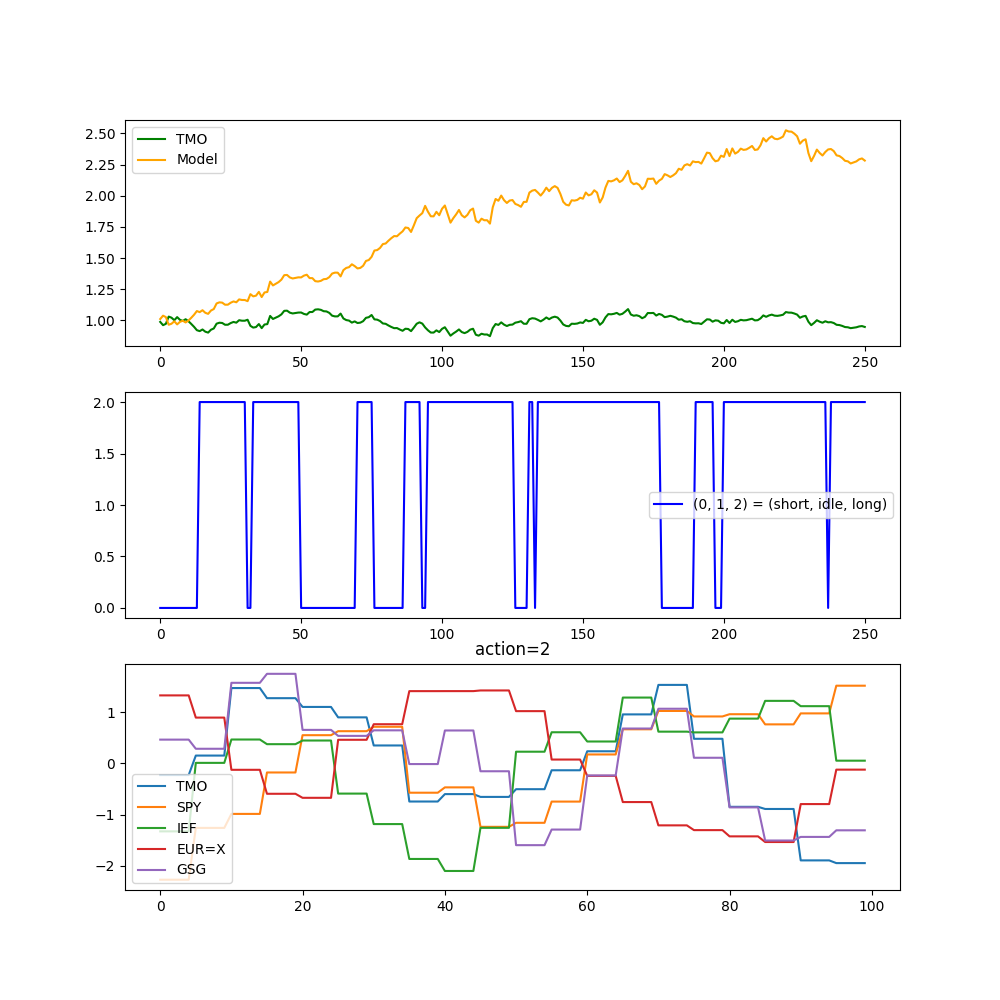 2.50
2.25
2.00
1.75
1.50
1.25
1.00
TMO
Model
0 50 100 150 200 250
2.0
1.5
1.0
0.5
0.0
(0, 1, 2) = (short, idle, long)
0 50 100 150 200 250
action=2
1
0
−1
−2
TMO
SPY
IEF
EUR=X
GSG
0 20 40 60 80 100